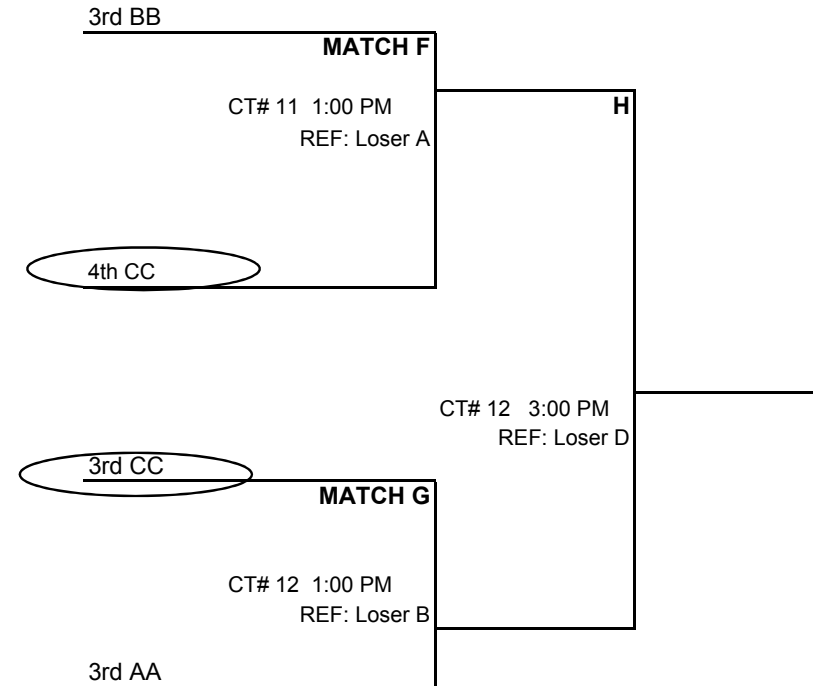 3rd BB
MATCH F
CT# 11 1:00 PM
H
REF: Loser A
4th CC
CT# 12 3:00 PM
REF: Loser D
3rd CC
MATCH G
CT# 12 1:00 PM
REF: Loser B
3rd AA